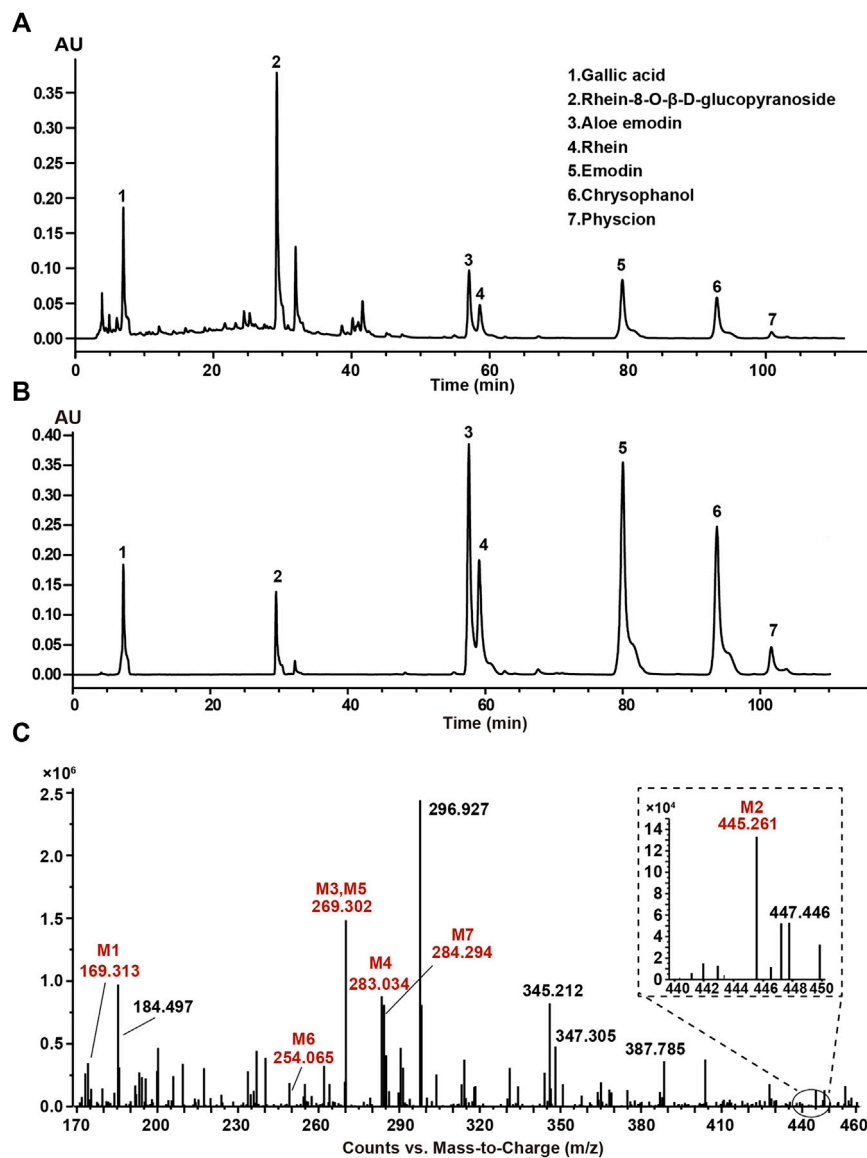 A
AU
2
1.Gallic acid
2.Rhein-8-O-β-D-glucopyranoside
3.Aloe emodin
4.Rhein
5.Emodin
6.Chrysophanol
7.Physcion
0.35
0.30
0.25
0.20
0.15
0.10
0.05
0.00
1
3
4
5
6
7
0 20 40 60 80 100
Time (min)
B
AU
0.40
0.35
0.30
0.25
0.20
0.15
0.10
0.05
0.00
1
2
3
4
5
6
7
0 20 40 60 80 100
Time (min)
C
×10⁶
2.5
2.0
1.5
1.0
0.5
0.0
M1
169.313
184.497
M6
254.065
M3,M5
269.302
M4
283.034
M7
284.294
296.927
345.212
347.305
387.785
×10⁴
M2
445.261
447.446
14
12
10
8
6
4
2
0
440 442 444 446 448 450
170 200 230 260 290 320 350 380 410 440 460
Counts vs. Mass-to-Charge (m/z)